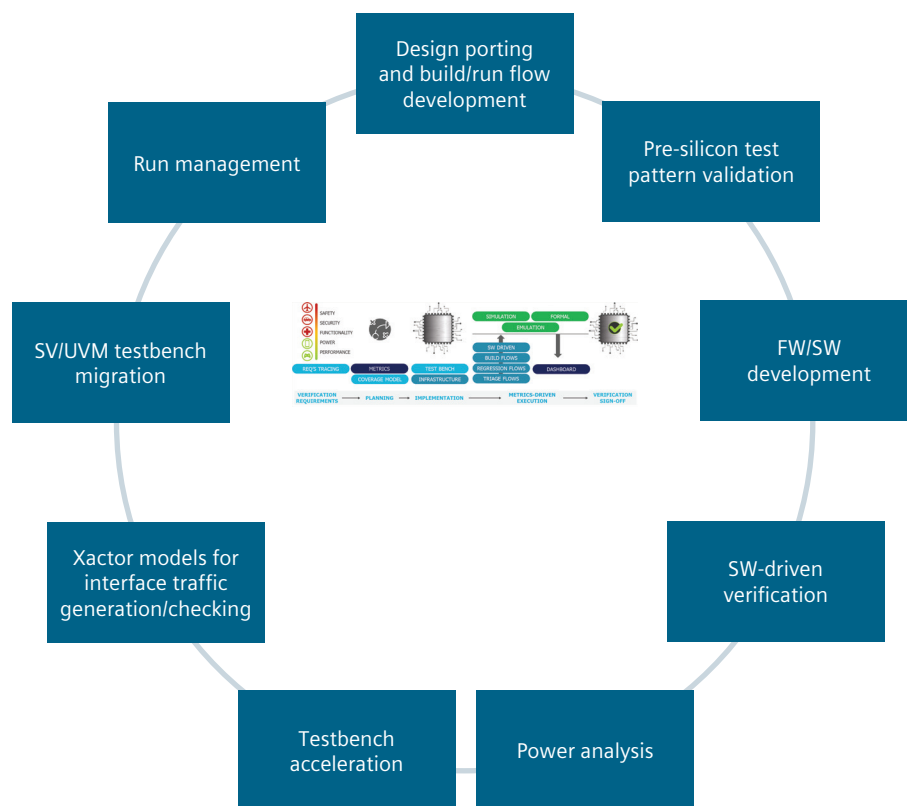 Design porting
and build/run flow
development
Pre-silicon test
pattern validation
FW/SW
development
SW-driven
verification
Power analysis
Testbench
acceleration
Xactor models for
interface traffic
generation/checking
SV/UVM testbench
migration
Run management
SAFETY
SECURITY
FUNCTIONALITY
POWER
PERFORMANCE
REQ'S TRACING
METRICS
COVERAGE MODEL
TEST BENCH
INFRASTRUCTURE
SIMULATION
FORMAL
EMULATION
SW DRIVEN
BUILD FLOWS
REGRESSION FLOWS
TRIAGE FLOWS
DASHBOARD
VERIFICATION
REQUIREMENTS
PLANNING
IMPLEMENTATION
METRICS-DRIVEN
EXECUTION
VERIFICATION
SIGN-OFF